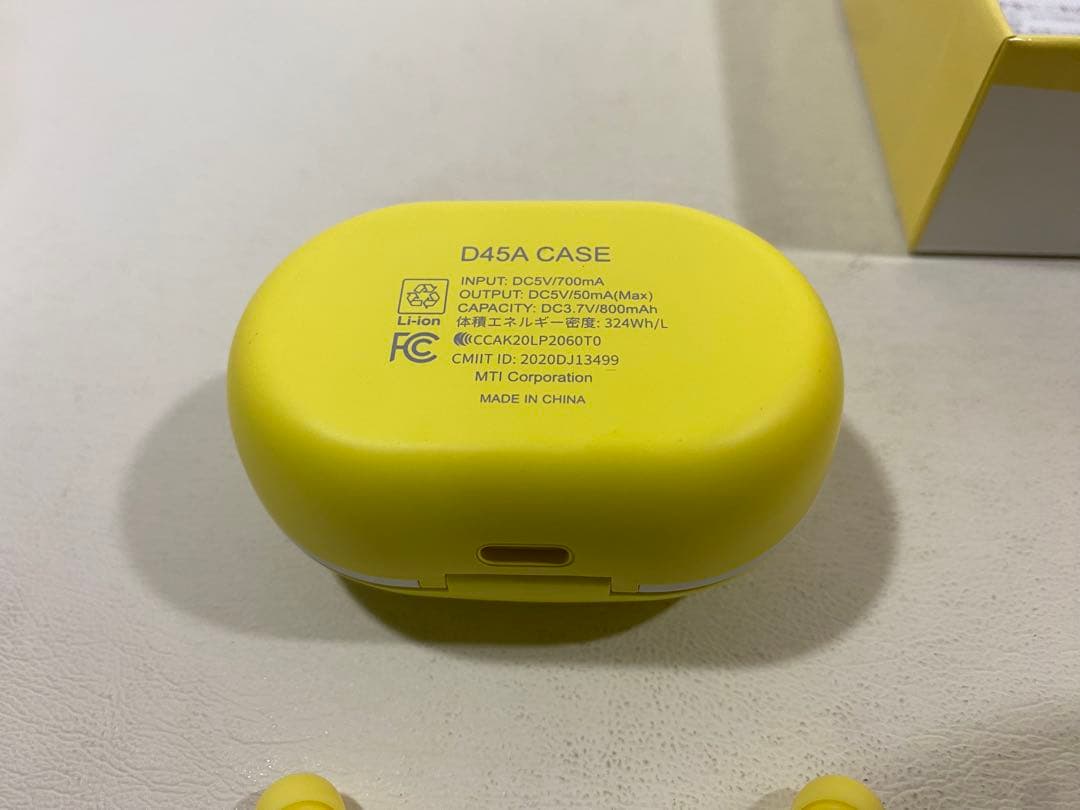 D45A CASE
INPUT: DC5V/700mA
OUTPUT: DC5V/50mA(Max)
CAPACITY: DC3.7V/800mAh
Li-ion 体積エネルギー密度: 324Wh/L
FC CCAK20LP2060T0
CMIIT ID: 2020DJ13499
MTI Corporation
MADE IN CHINA